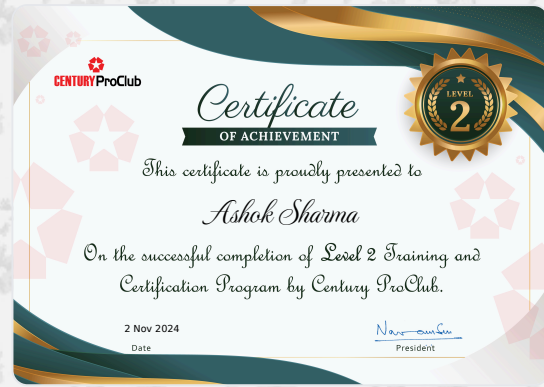 CENTURY ProClub
Certificate
OF ACHIEVEMENT
LEVEL
2
This certificate is proudly presented to
Ashok Sharma
On the successful completion of Level 2 Training and
Certification Program by Century ProClub.
2 Nov 2024
Date
President